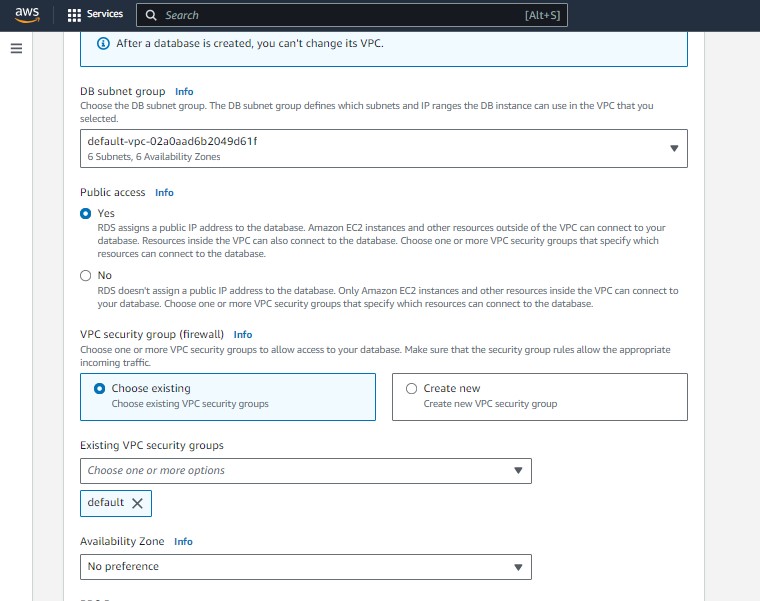 aws
Services
Search
[Alt+S]
After a database is created, you can't change its VPC.
DB subnet group Info
Choose the DB subnet group. The DB subnet group defines which subnets and IP ranges the DB instance can use in the VPC that you
selected.
default-vpc-02a0aad6b2049d61f
6 Subnets, 6 Availability Zones
Public access Info
Yes
RDS assigns a public IP address to the database. Amazon EC2 instances and other resources outside of the VPC can connect to your
database. Resources inside the VPC can also connect to the database. Choose one or more VPC security groups that specify which
resources can connect to the database.
No
RDS doesn't assign a public IP address to the database. Only Amazon EC2 instances and other resources inside the VPC can connect to
your database. Choose one or more VPC security groups that specify which resources can connect to the database.
VPC security group (firewall) Info
Choose one or more VPC security groups to allow access to your database. Make sure that the security group rules allow the appropriate
incoming traffic.
Choose existing
Choose existing VPC security groups
Create new
Create new VPC security group
Existing VPC security groups
Choose one or more options
default
Availability Zone Info
No preference